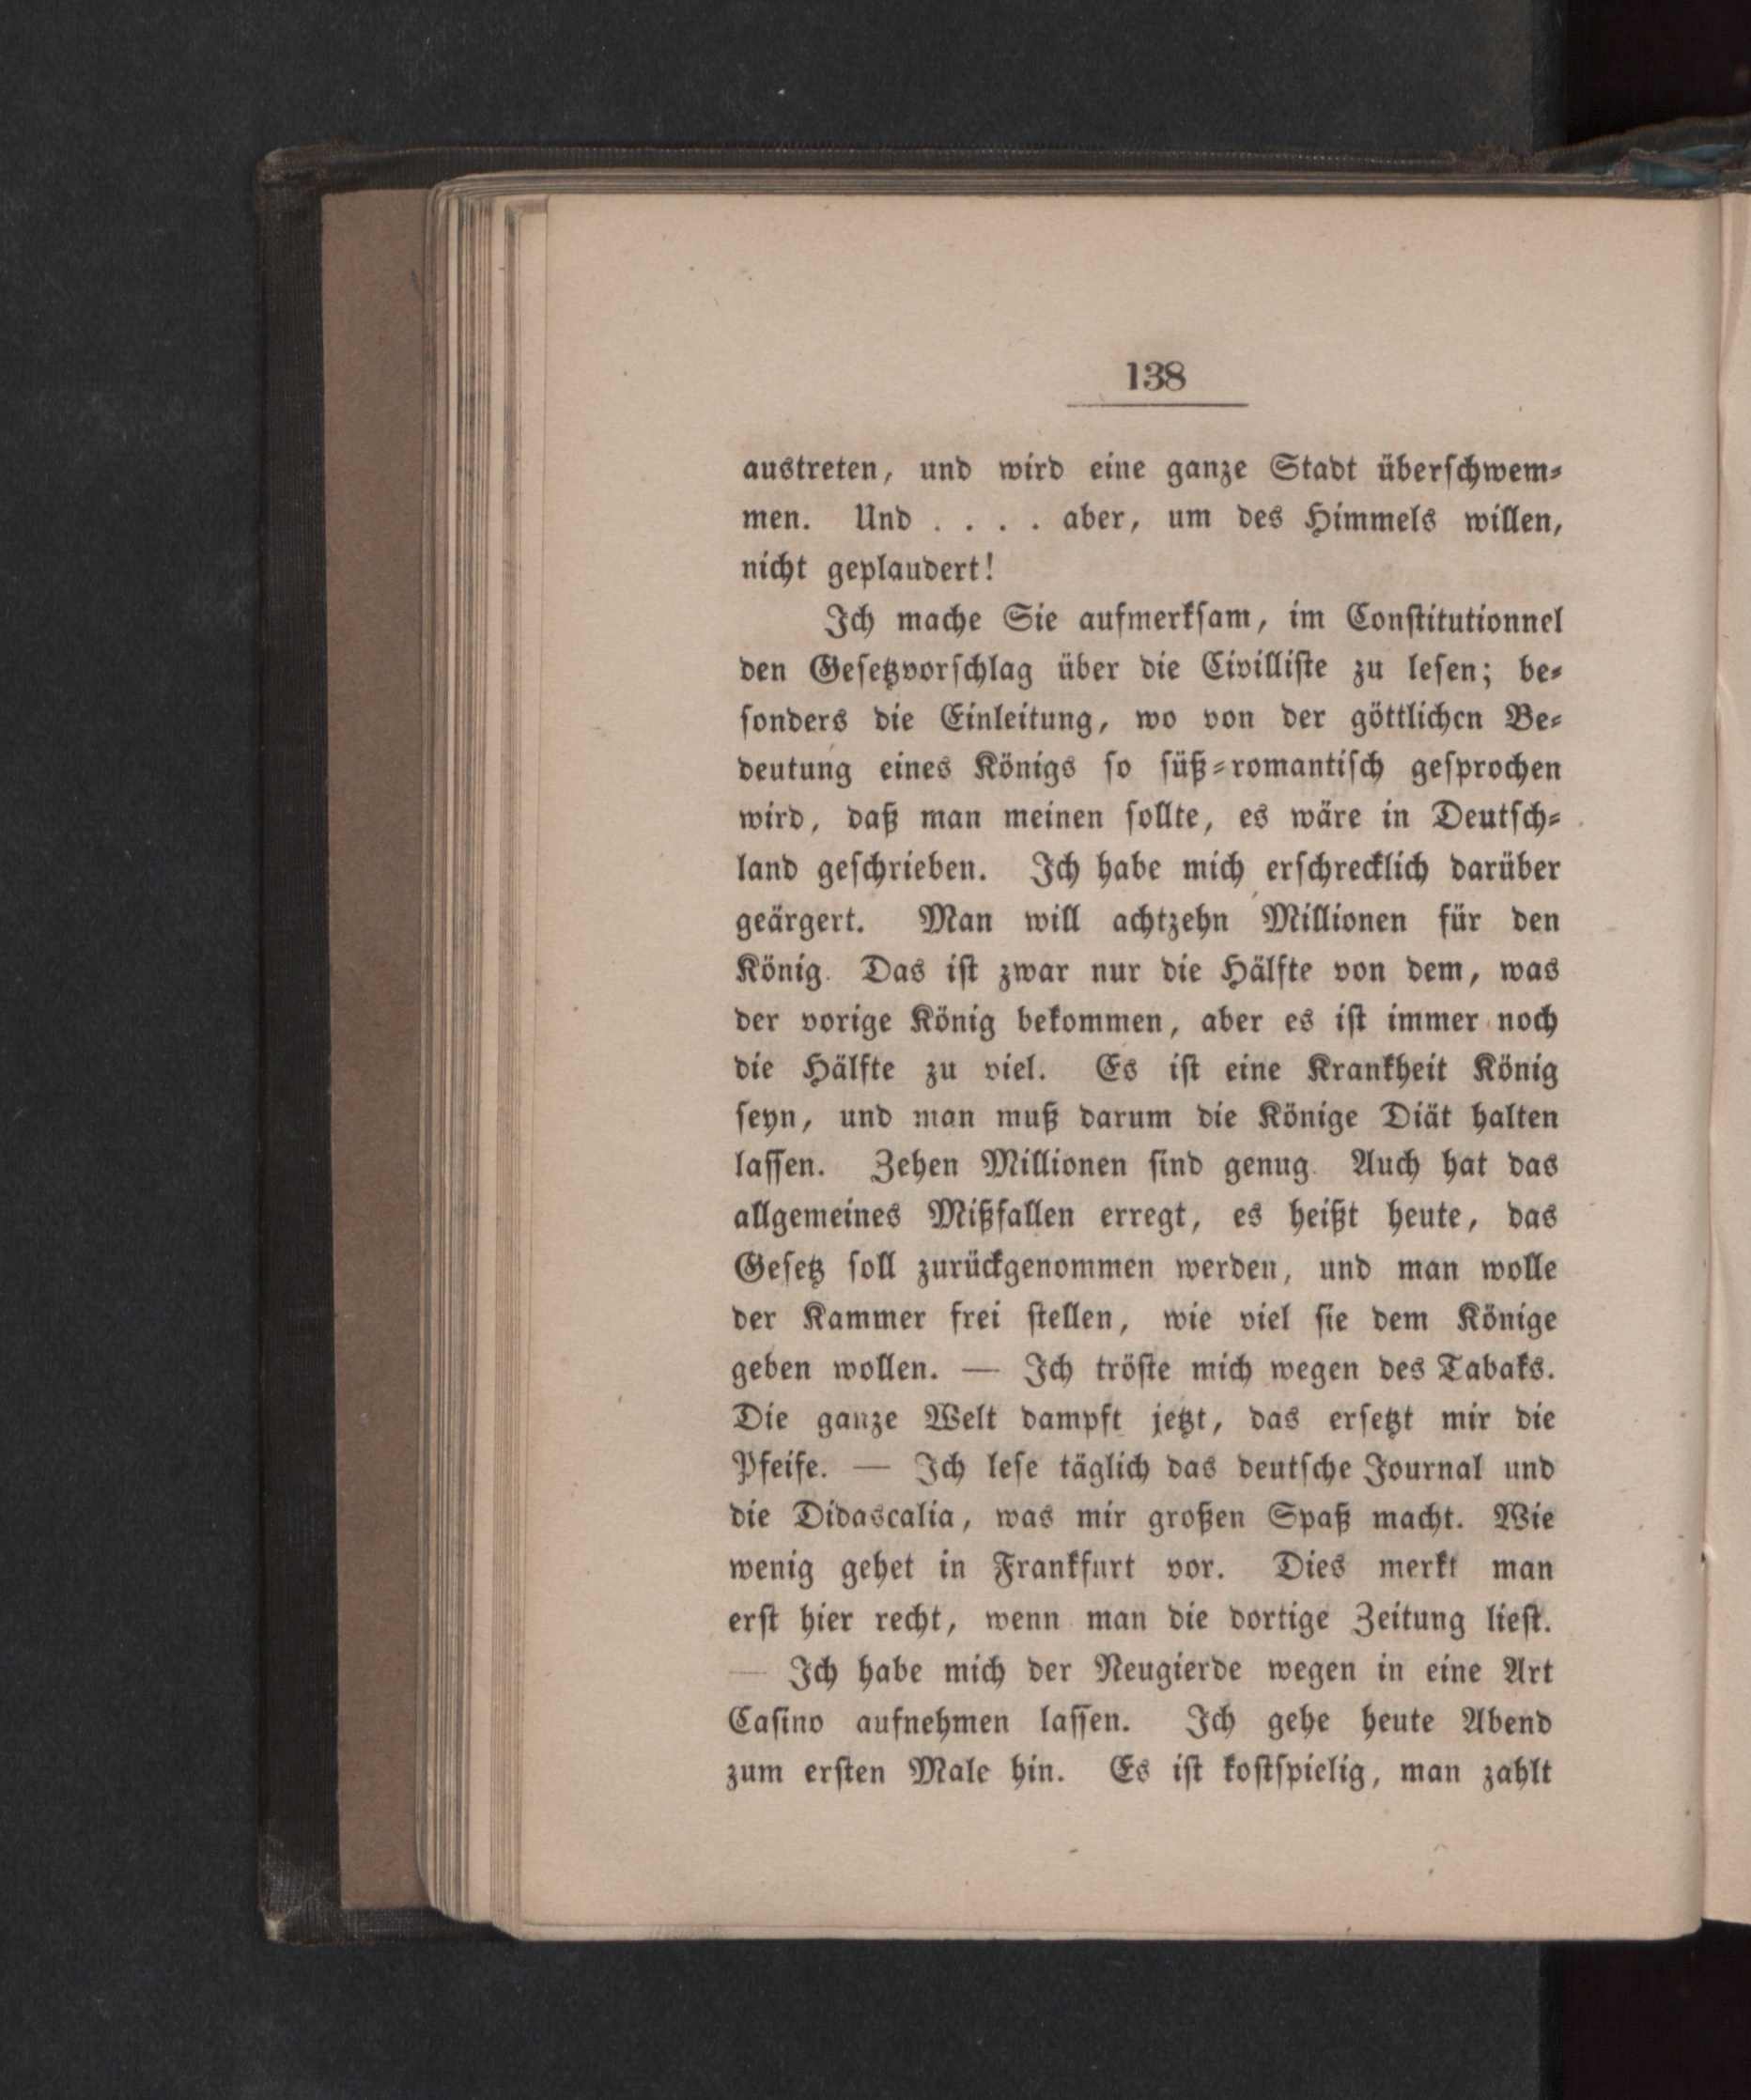 138
austreten, und wird eine ganze Stadt überschwem⸗
men. Und . . . . aber, um des Himmels willen,
nicht geplaudert!
Ich mache Sie aufmerksam, im Constitutionnel
den Gesetzvorschlag über die Civilliste zu lesen; be⸗
sonders die Einleitung, wo von der göttlichen Be⸗
deutung eines Königs so süß⸗romantisch gesprochen
wird, daß man meinen sollte, es wäre in Deutsch⸗
land geschrieben. Ich habe mich erschrecklich darüber
geärgert. Man will achtzehn Millionen für den
König. Das ist zwar nur die Hälfte von dem, was
der vorige König bekommen, aber es ist immer noch
die Hälfte zu viel. Es ist eine Krankheit König
seyn, und man muß darum die Könige Diät halten
lassen. Zehen Millionen sind genug. Auch hat das
allgemeines Mißfallen erregt, es heißt heute, das
Gesetz soll zurückgenommen werden, und man wolle
der Kammer frei stellen, wie viel sie dem Könige
geben wollen. — Ich tröste mich wegen des Tabaks.
Die ganze Welt dampft jetzt, das ersetzt mir die
Pfeife. — Ich lese täglich das deutsche Journal und
die Didascalia, was mir großen Spaß macht. Wie
wenig gehet in Frankfurt vor. Dies merkt man
erst hier recht, wenn man die dortige Zeitung liest.
— Ich habe mich der Neugierde wegen in eine Art
Casino aufnehmen lassen. Ich gehe heute Abend
zum ersten Male hin. Es ist kostspielig, man zahlt